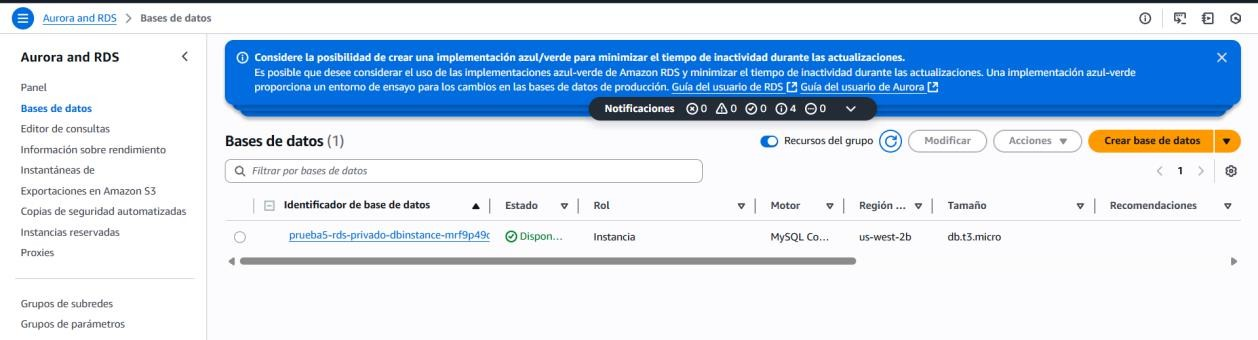 Aurora and RDS > Bases de datos
Aurora and RDS
Panel
Bases de datos
Editor de consultas
Información sobre rendimiento
Instantáneas de
Exportaciones en Amazon S3
Copias de seguridad automatizadas
Instancias reservadas
Proxies
Grupos de subredes
Grupos de parámetros
Considere la posibilidad de crear una implementación azul/verde para minimizar el tiempo de inactividad durante las actualizaciones.
Es posible que desee considerar el uso de las implementaciones azul-verde de Amazon RDS y minimizar el tiempo de inactividad durante las actualizaciones. Una implementación azul-verde
proporciona un entorno de ensayo para los cambios en las bases de datos de producción. Guía del usuario de RDS Guía del usuario de Aurora
Notificaciones 0 0 0 4 0
Bases de datos (1) Recursos del grupo Modificar Acciones Crear base de datos
Filtrar por bases de datos < 1 >
Identificador de base de datos Estado Rol Motor Región ... Tamaño Recomendaciones
prueba5-rds-privado-dbinstance-mrf9p49c Dispon... Instancia MySQL Co... us-west-2b db.t3.micro